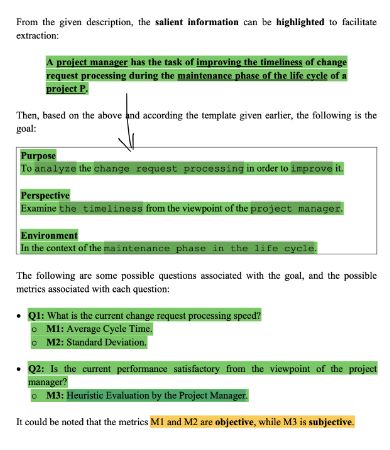 From the given description, the salient information can be highlighted to facilitate
extraction:
A project manager has the task of improving the timeliness of change
request processing during the maintenance phase of the life cycle of a
project P.
Then, based on the above and according the template given earlier, the following is the
goal:
Purpose
To analyze the change request processing in order to improve it.
Perspective
Examine the timeliness from the viewpoint of the project manager.
Environment
In the context of the maintenance phase in the life cycle.
The following are some possible questions associated with the goal, and the possible
metrics associated with each question:
• Q1: What is the current change request processing speed?
o M1: Average Cycle Time.
o M2: Standard Deviation.
• Q2: Is the current performance satisfactory from the viewpoint of the project
manager?
o M3: Heuristic Evaluation by the Project Manager.
It could be noted that the metrics M1 and M2 are objective, while M3 is subjective.